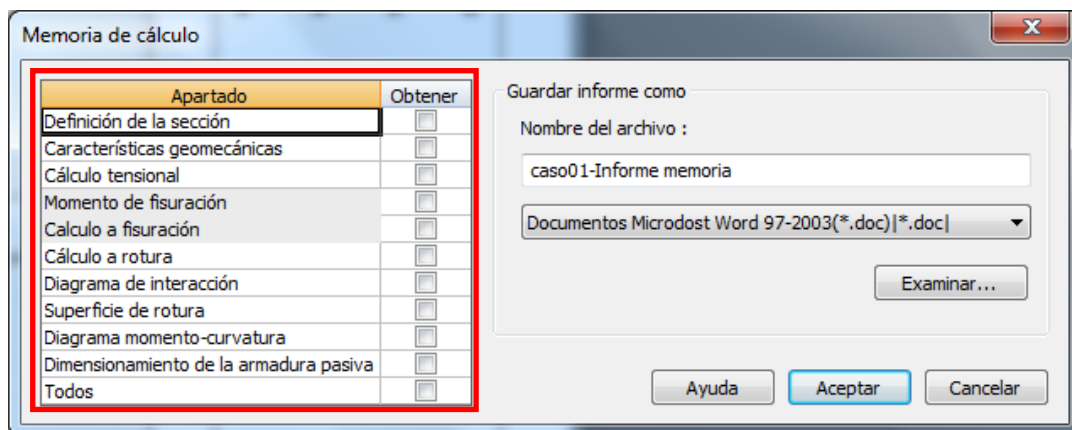 Memoria de cálculo
Apartado Obtener
Definición de la sección
Características geomecánicas
Cálculo tensional
Momento de fisuración
Calculo a fisuración
Cálculo a rotura
Diagrama de interacción
Superficie de rotura
Diagrama momento-curvatura
Dimensionamiento de la armadura pasiva
Todos
Guardar informe como
Nombre del archivo :
caso01-Informe memoria
Documentos Microdost Word 97-2003(*.doc)|*.doc|
Examinar...
Ayuda Aceptar Cancelar